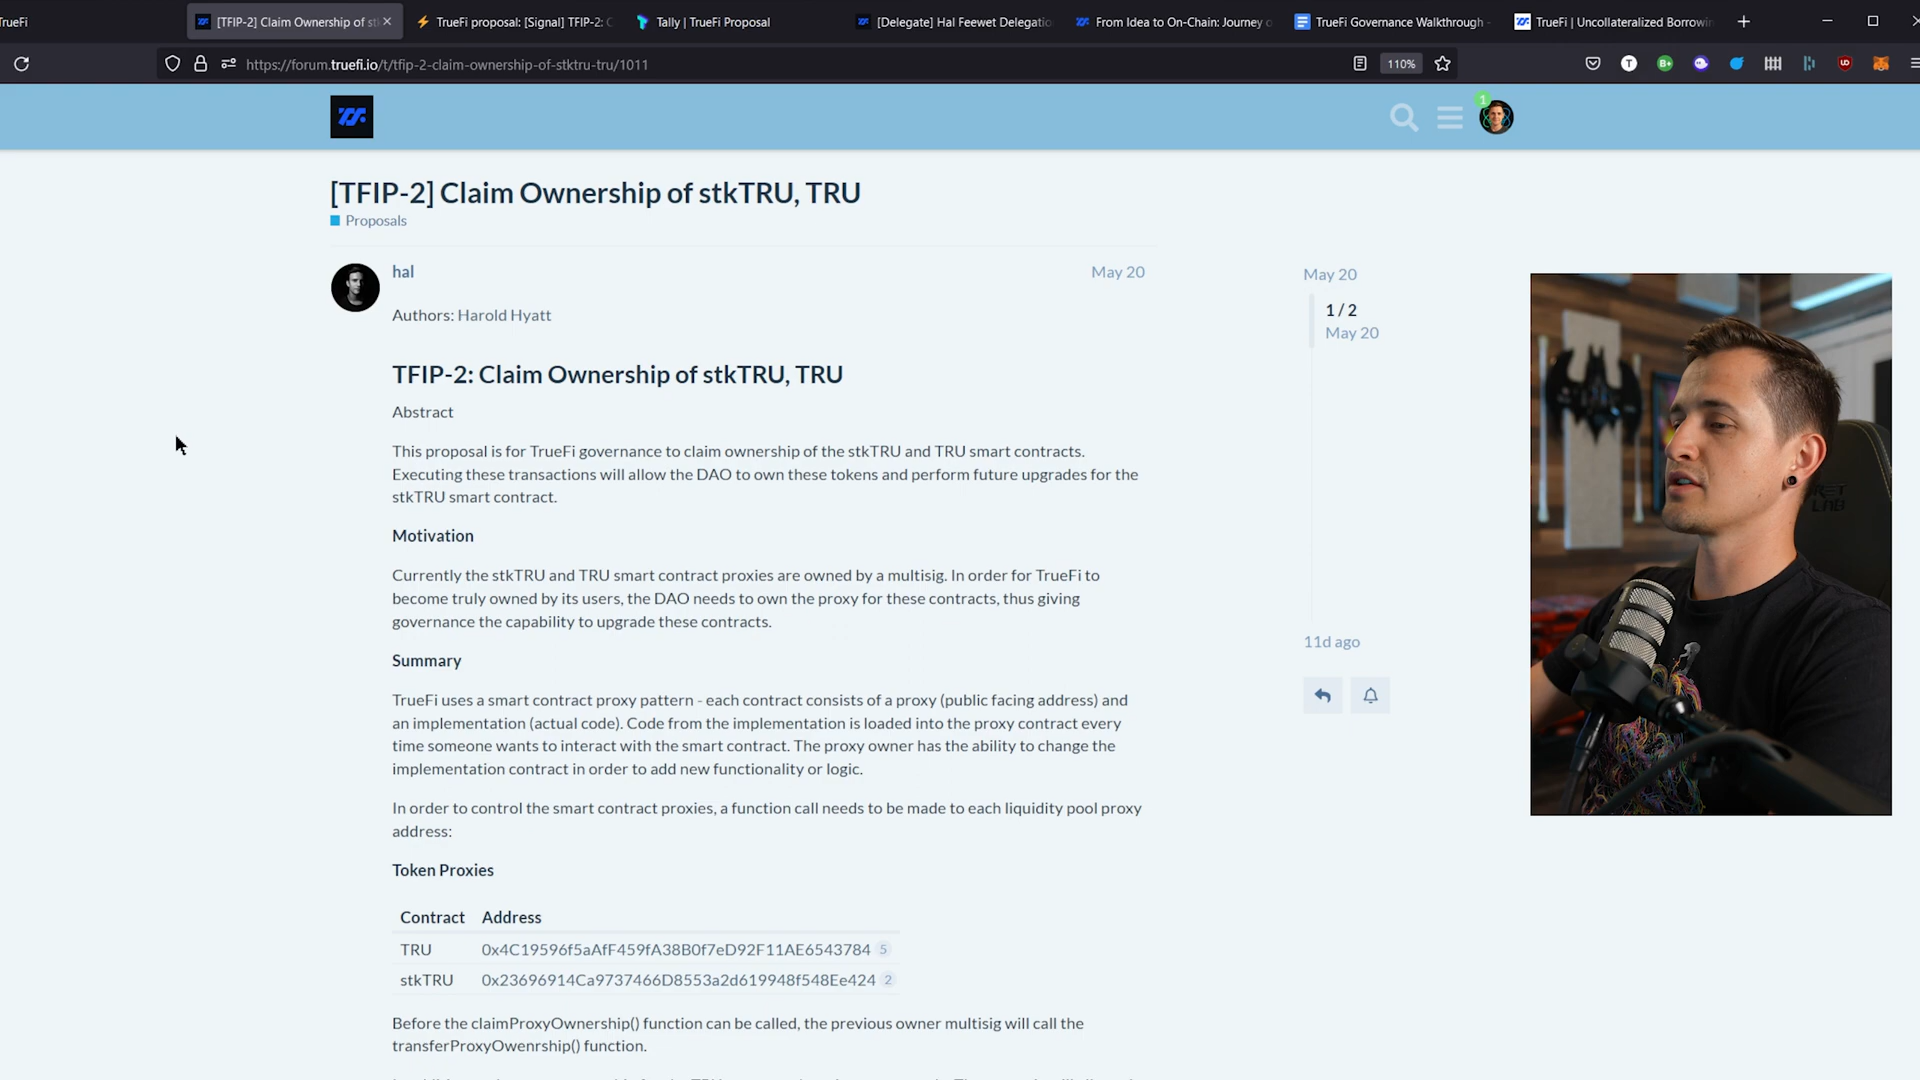 TrueFi
[TFIP-2] Claim Ownership of st
TrueFi proposal: [Signal] TFIP-2: C
Tally | TrueFi Proposal
[Delegate] Hal Feewet Delegatio
From Idea to On-Chain: Journey o
TrueFi Governance Walkthrough -
TrueFi | Uncollateralized Borrowin
https://forum.truefi.io/t/tfip-2-claim-ownership-of-stktru-tru/1011
110%
1
[TFIP-2] Claim Ownership of stkTRU, TRU
Proposals
hal
May 20
Authors: Harold Hyatt
TFIP-2: Claim Ownership of stkTRU, TRU
Abstract
This proposal is for TrueFi governance to claim ownership of the stkTRU and TRU smart contracts.
Executing these transactions will allow the DAO to own these tokens and perform future upgrades for the
stkTRU smart contract.
Motivation
Currently the stkTRU and TRU smart contract proxies are owned by a multisig. In order for TrueFi to
become truly owned by its users, the DAO needs to own the proxy for these contracts, thus giving
governance the capability to upgrade these contracts.
Summary
TrueFi uses a smart contract proxy pattern - each contract consists of a proxy (public facing address) and
an implementation (actual code). Code from the implementation is loaded into the proxy contract every
time someone wants to interact with the smart contract. The proxy owner has the ability to change the
implementation contract in order to add new functionality or logic.
In order to control the smart contract proxies, a function call needs to be made to each liquidity pool proxy
address:
Token Proxies
Contract Address
TRU 0x4C19596f5aAfF459fA38B0f7eD92F11AE6543784 5
stkTRU 0x23696914Ca9737466D8553a2d619948f548Ee424 2
Before the claimProxyOwnership() function can be called, the previous owner multisig will call the
transferProxyOwenrship() function.
May 20
1 / 2
May 20
11d ago